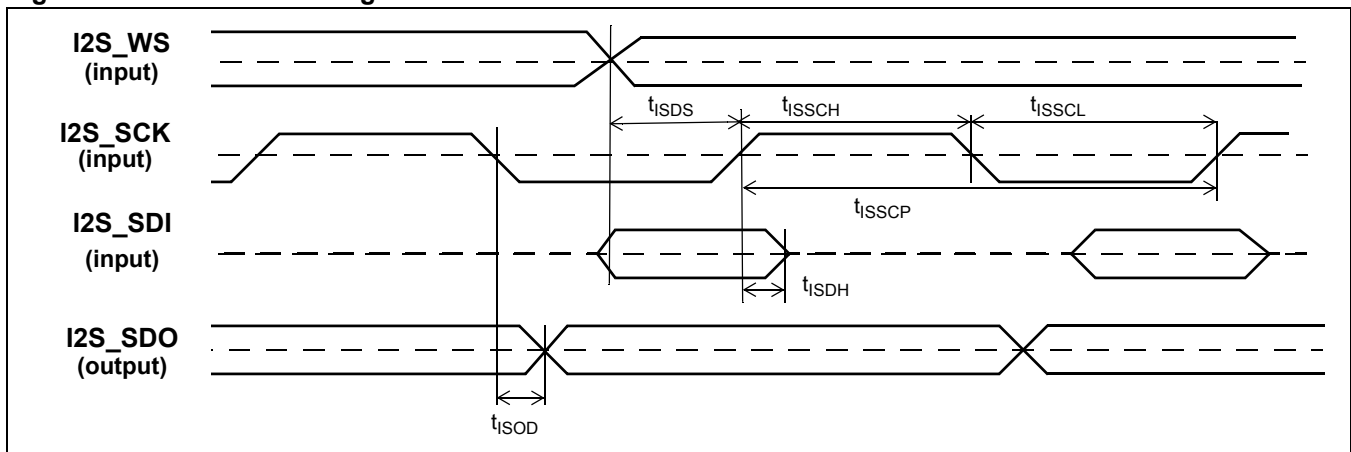 I2S_WS
(input)
tISDS
tISSCH
tISSCL
I2S_SCK
(input)
tISSCP
I2S_SDI
(input)
tISDH
I2S_SDO
(output)
tISOD